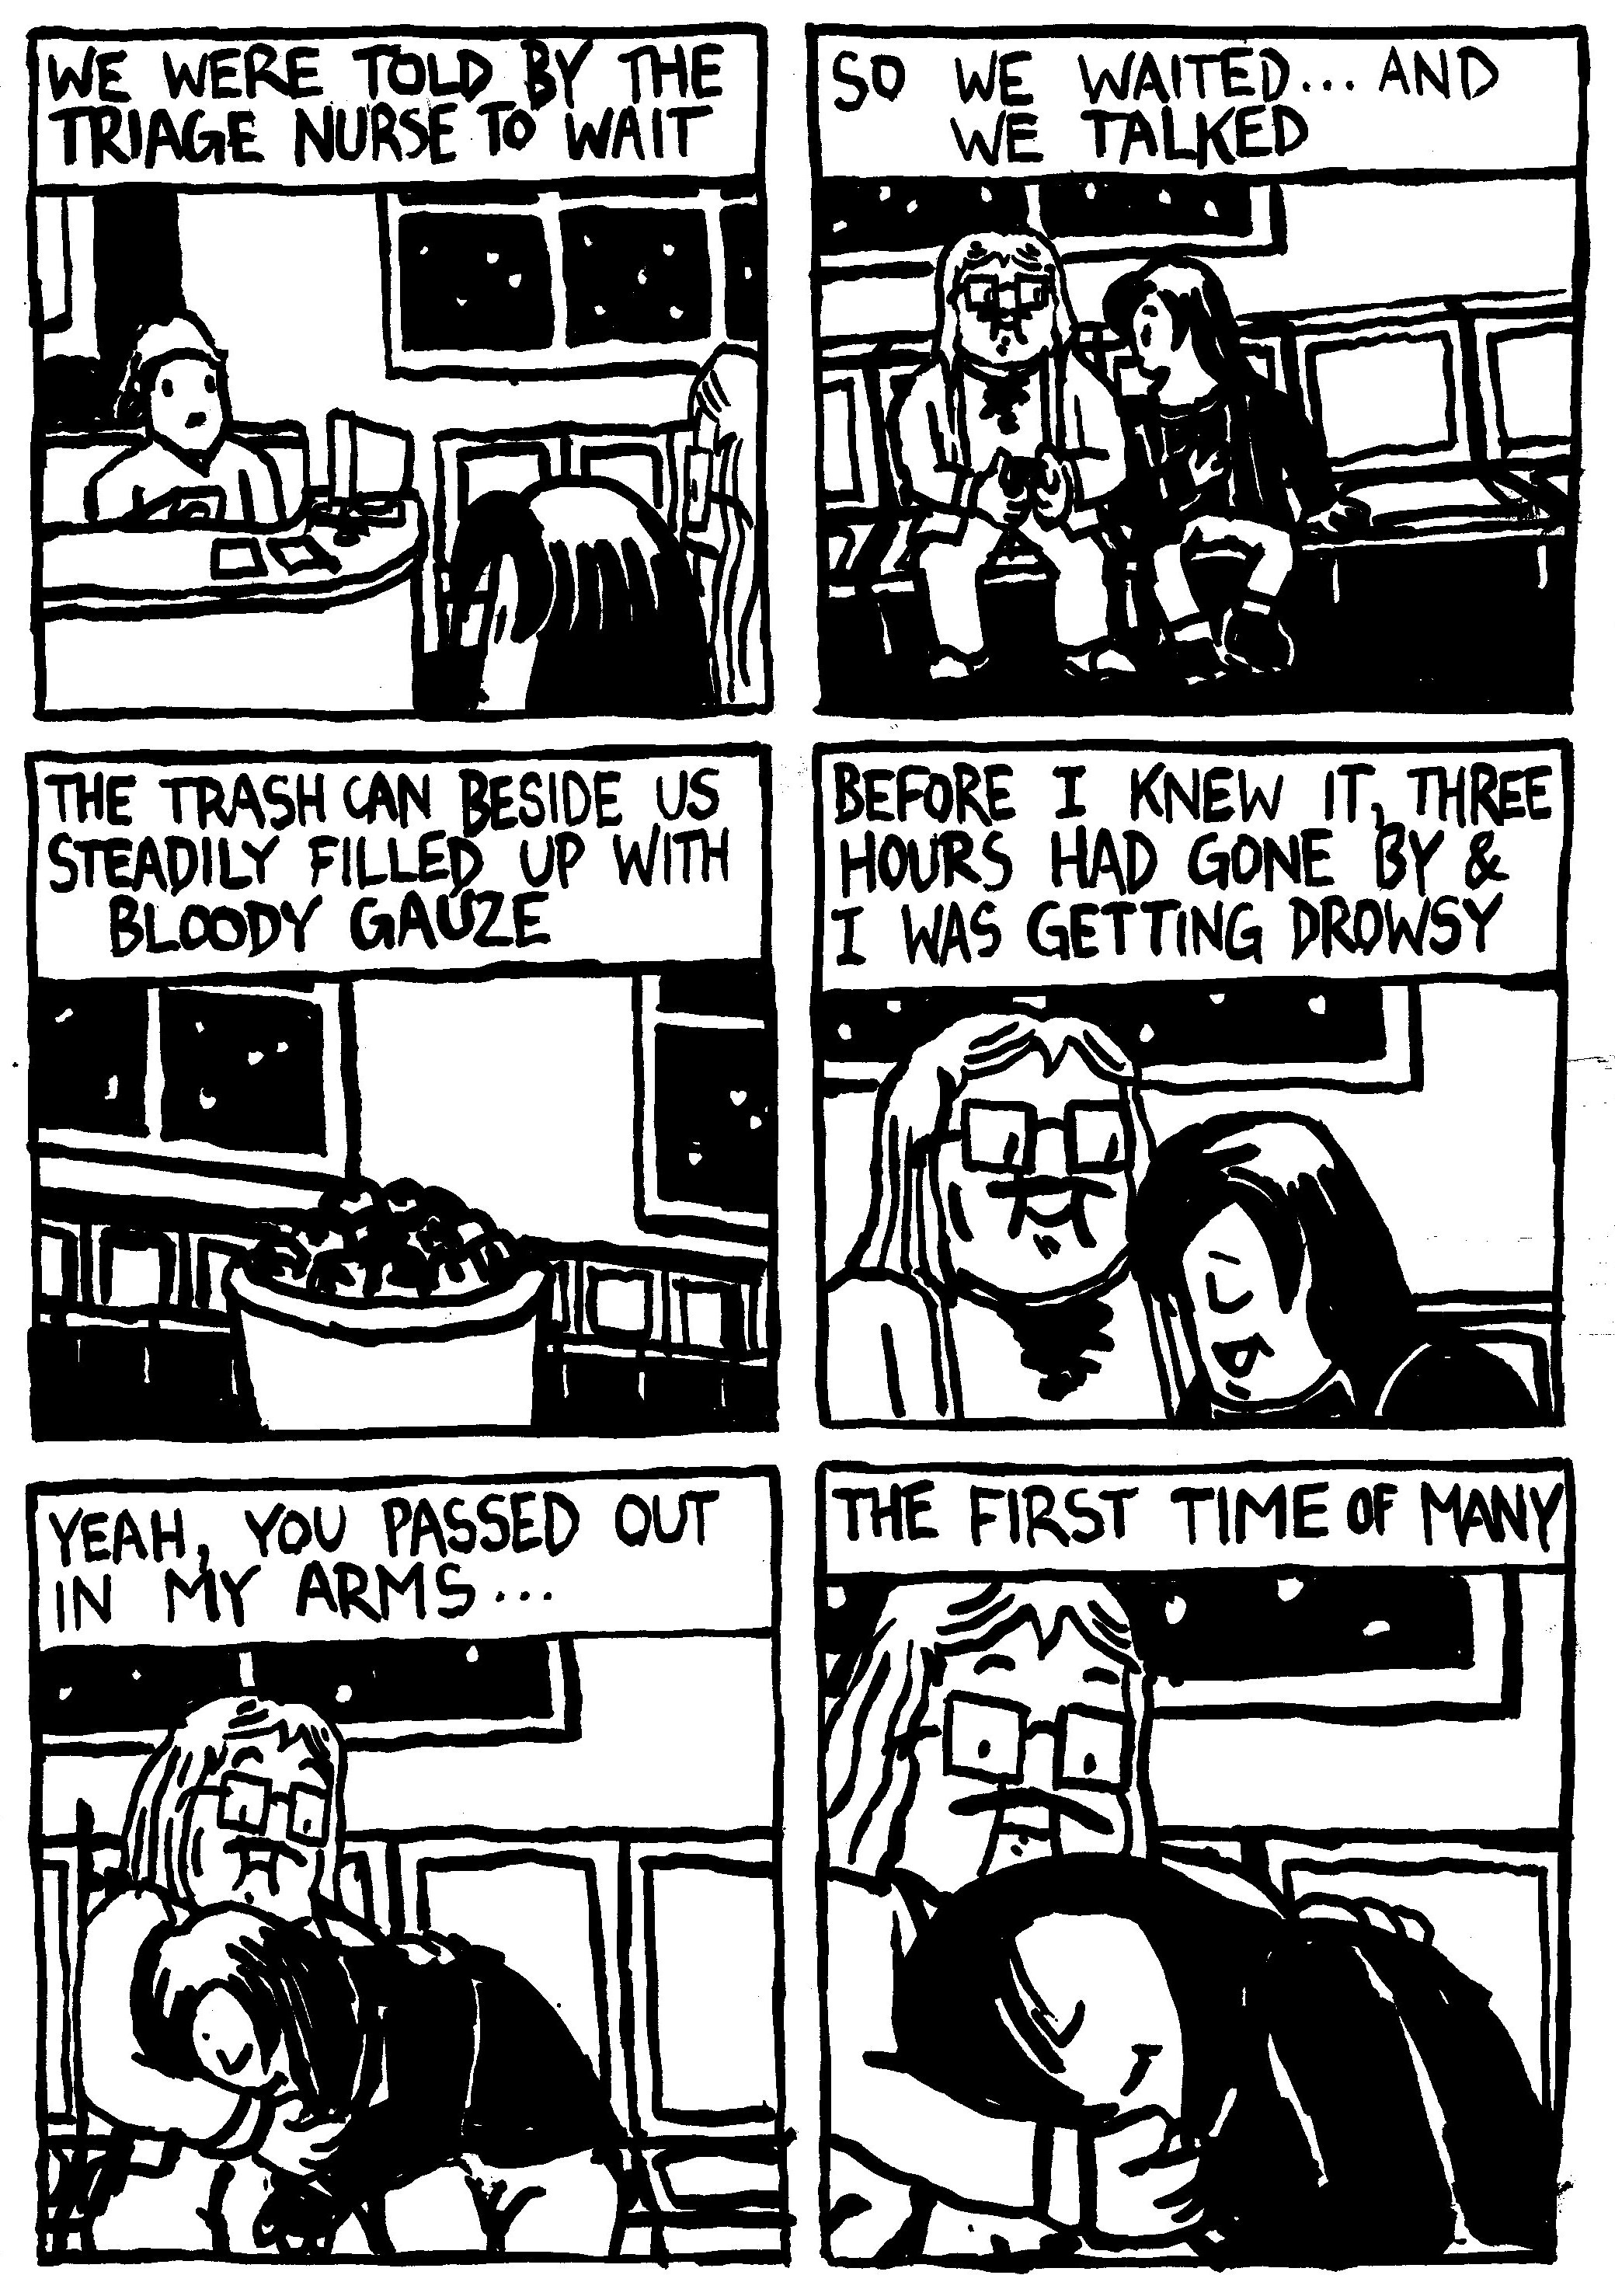 WE WERE TOLD BY THE
TRIAGE NURSE TO WAIT
SO WE WAITED... AND
WE TALKED
THE TRASH CAN BESIDE US
STEADILY FILLED UP WITH
BLOODY GAUZE
BEFORE I KNEW IT, THREE
HOURS HAD GONE BY &
I WAS GETTING DROWSY
YEAH, YOU PASSED OUT
IN MY ARMS...
THE FIRST TIME OF MANY